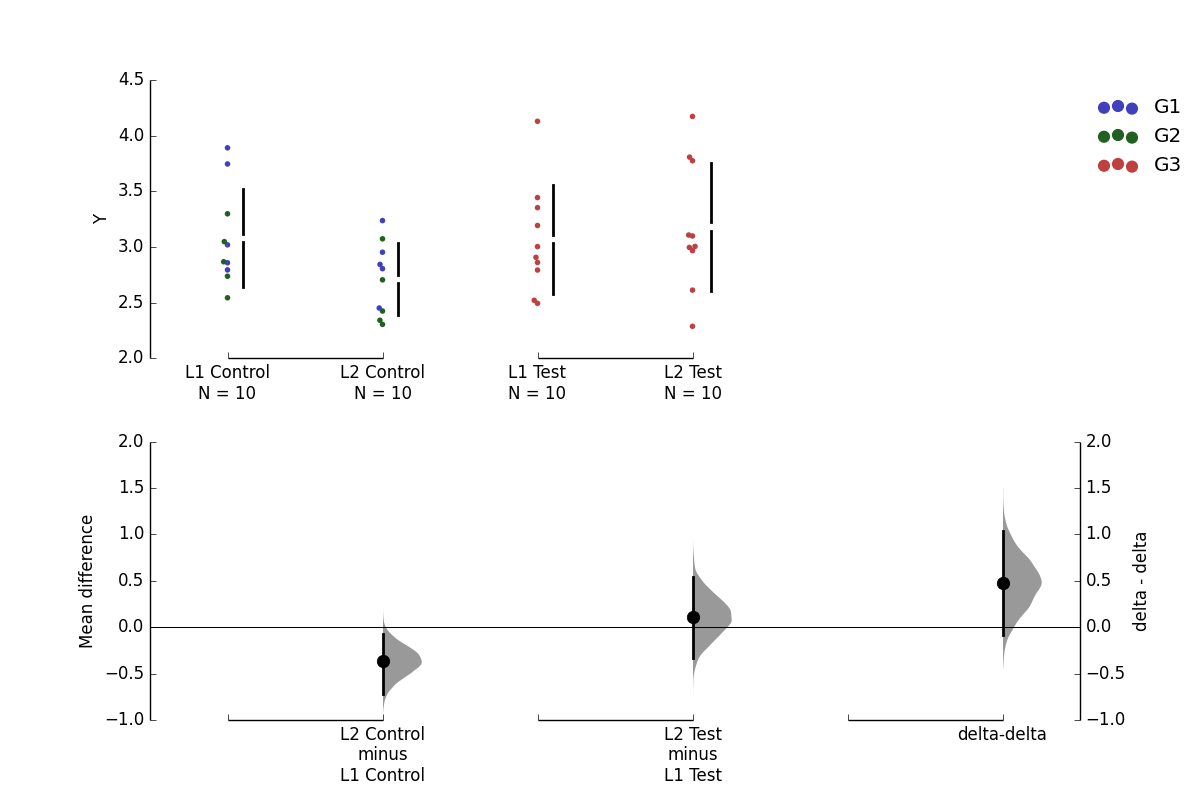 4.5
4.0
3.5
3.0
2.5
2.0
Y
L1 Control
N = 10
L2 Control
N = 10
L1 Test
N = 10
L2 Test
N = 10
G1
G2
G3
2.0
1.5
1.0
0.5
0.0
−0.5
−1.0
Mean difference
L2 Control
minus
L1 Control
L2 Test
minus
L1 Test
delta-delta
2.0
1.5
1.0
0.5
0.0
−0.5
−1.0
delta - delta